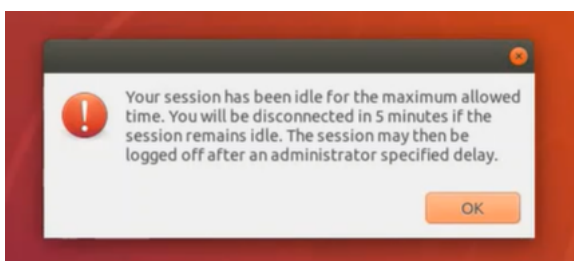 Your session has been idle for the maximum allowed
time. You will be disconnected in 5 minutes if the
session remains idle. The session may then be
logged off after an administrator specified delay.
OK